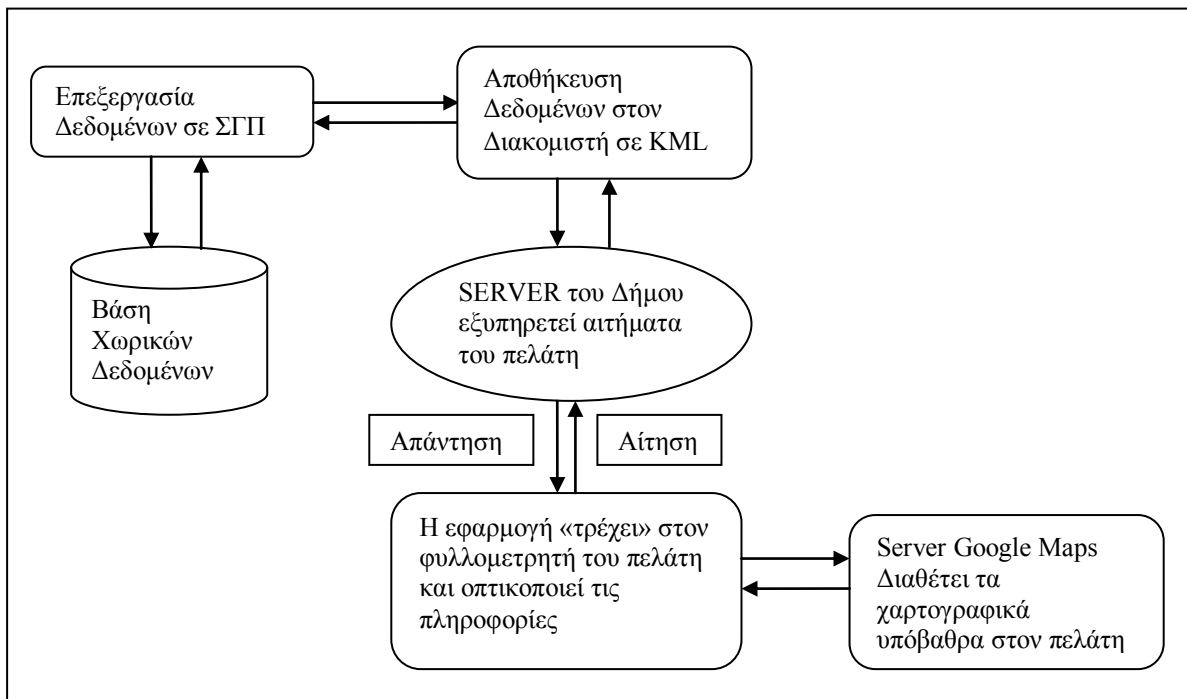 Επεξεργασία
Δεδομένων σε ΣΓΠ
Αποθήκευση
Δεδομένων στον
Διακομιστή σε KML
Βάση
Χωρικών
Δεδομένων
SERVER του Δήμου
εξυπηρετεί αιτήματα
του πελάτη
Απάντηση
Αίτηση
Η εφαρμογή «τρέχει» στον
φυλλομετρητή του πελάτη
και οπτικοποιεί τις
πληροφορίες
Server Google Maps
Διαθέτει τα
χαρτογραφικά
υπόβαθρα στον πελάτη